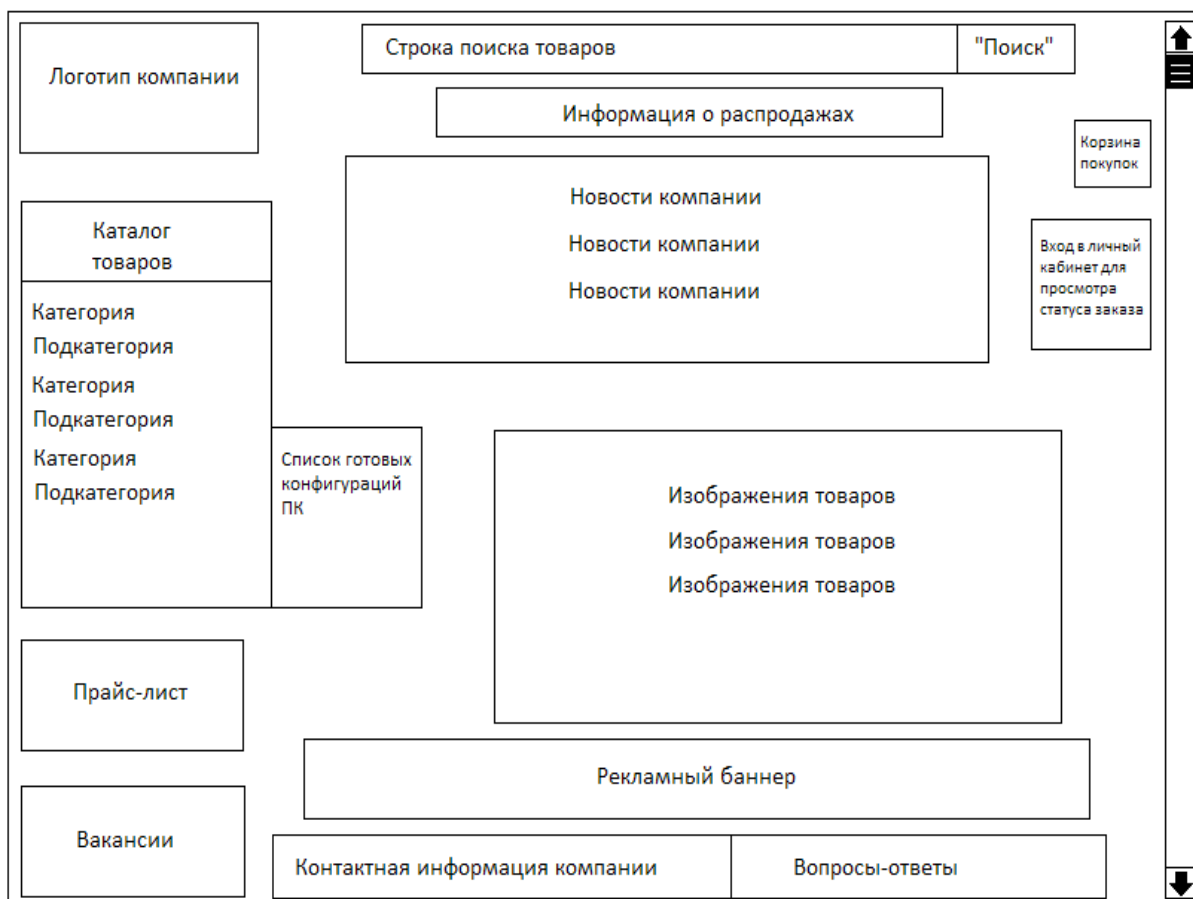 Логотип компании
Строка поиска товаров
"Поиск"
Информация о распродажах
Корзина
покупок
Новости компании
Новости компании
Новости компании
Вход в личный
кабинет для
просмотра
статуса заказа
Каталог
товаров
Категория
Подкатегория
Категория
Подкатегория
Категория
Подкатегория
Список готовых
конфигураций
ПК
Изображения товаров
Изображения товаров
Изображения товаров
Прайс-лист
Рекламный баннер
Вакансии
Контактная информация компании
Вопросы-ответы